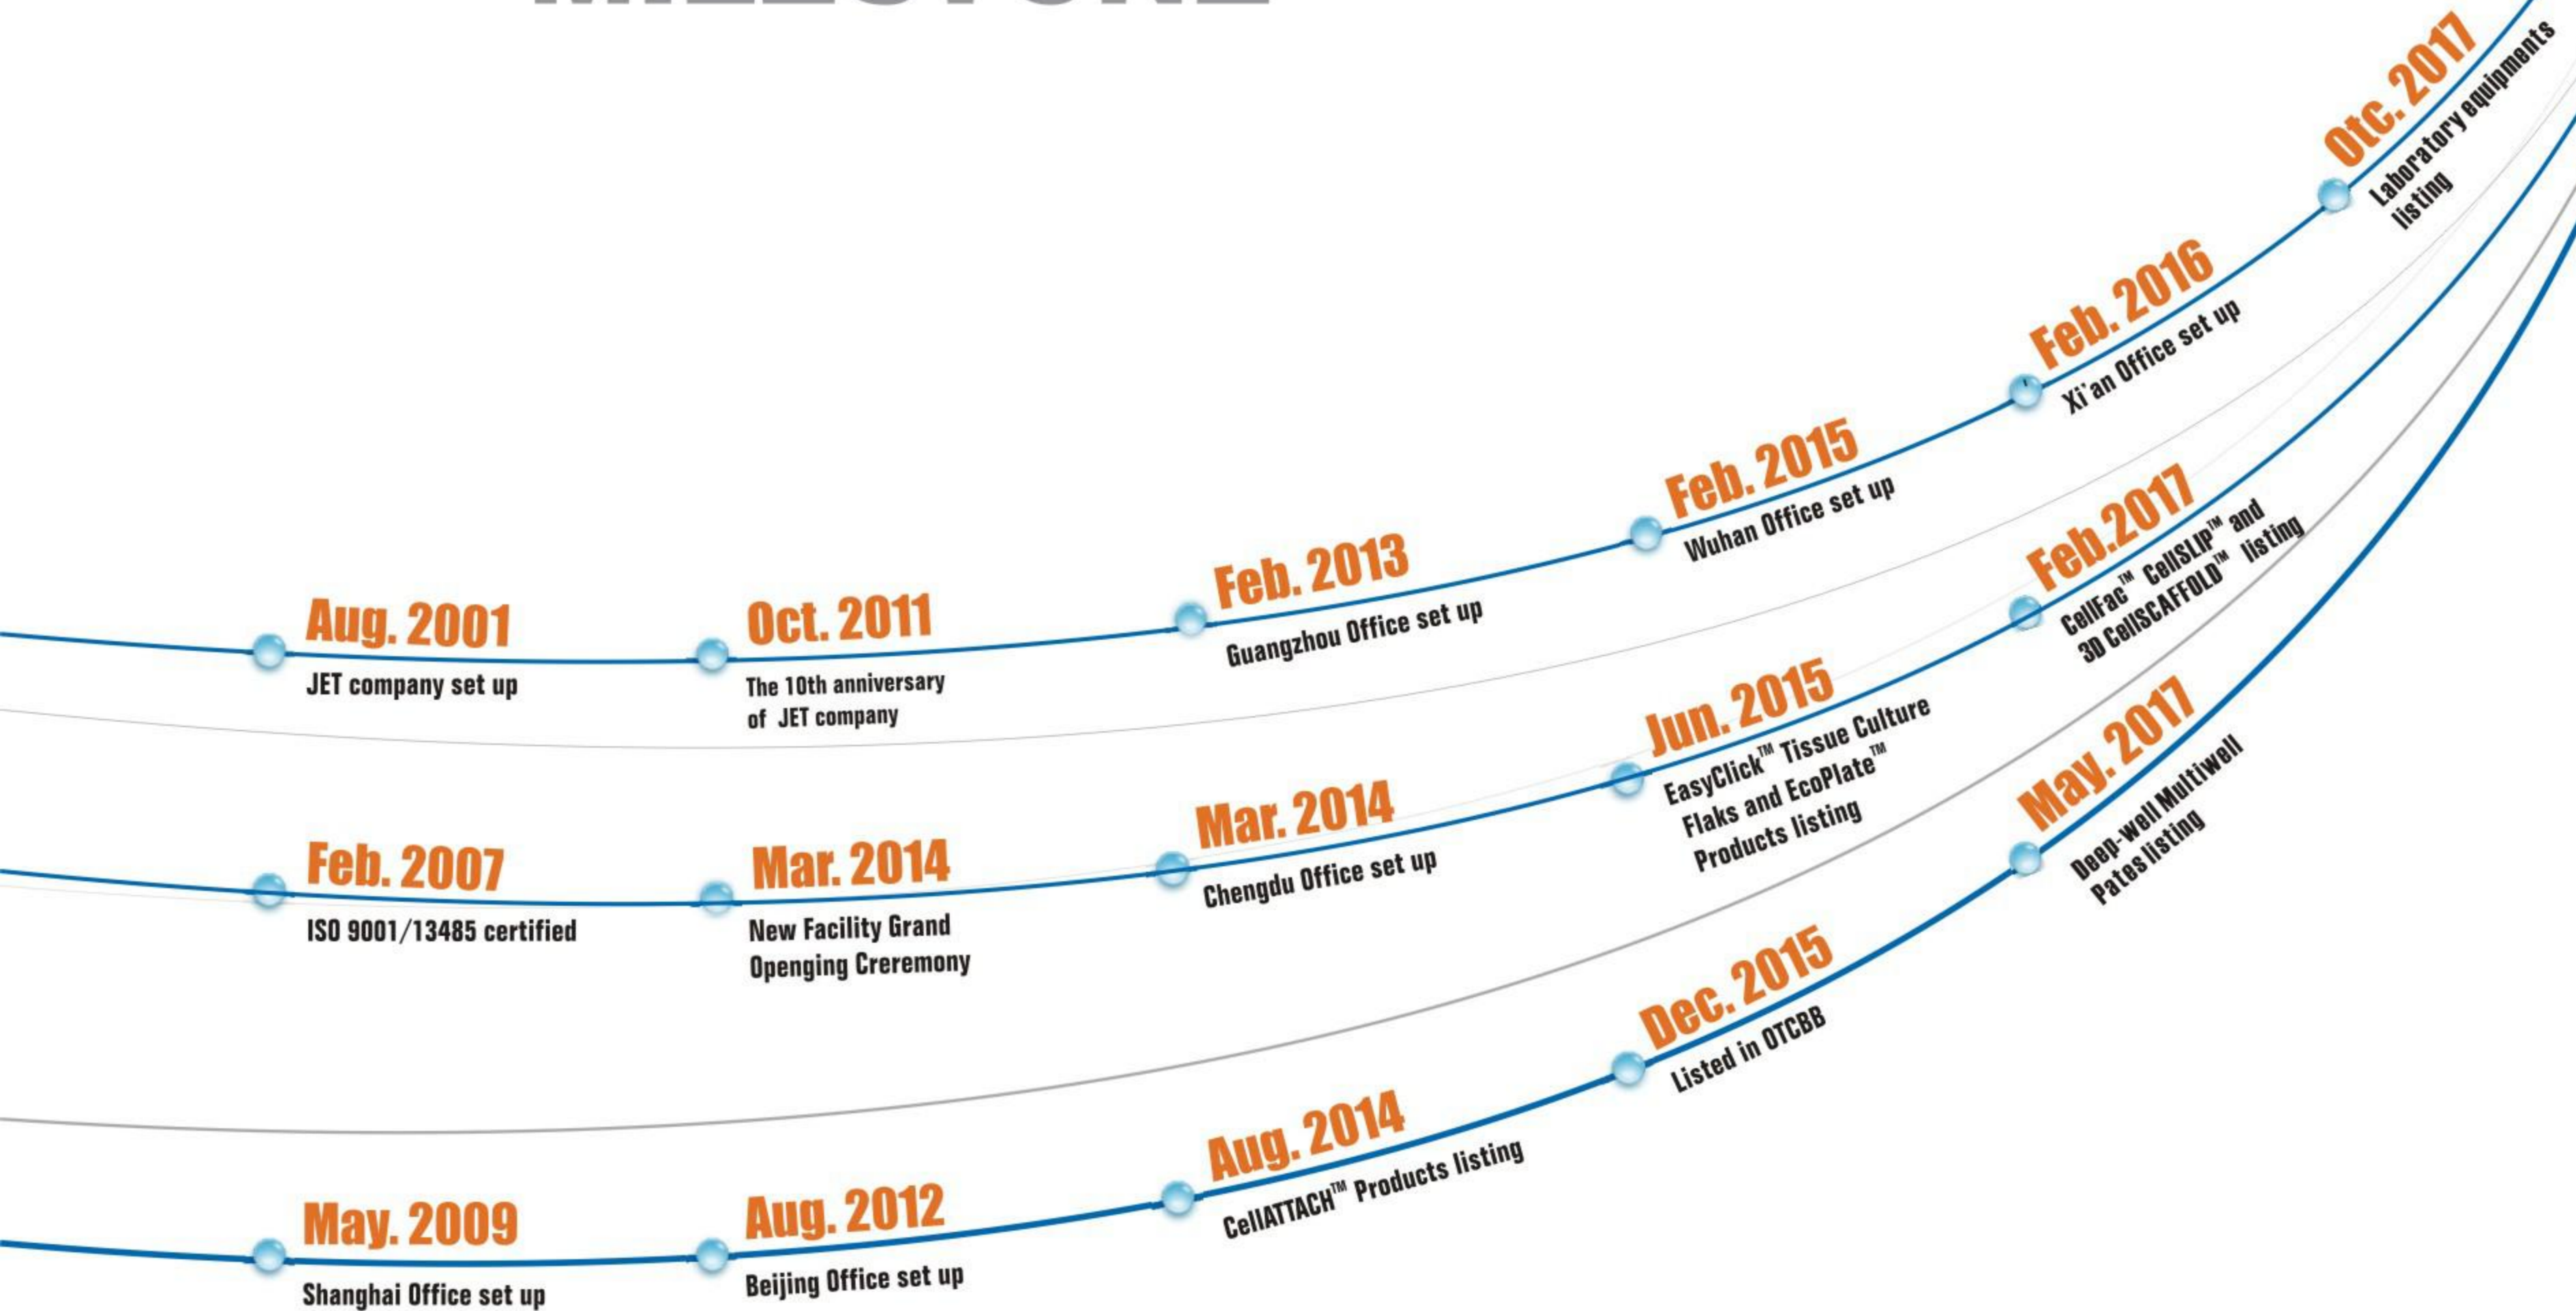 Aug. 2001
JET company set up
Oct. 2011
The 10th anniversary
of JET company
Feb. 2013
Guangzhou Office set up
Feb. 2015
Wuhan Office set up
Feb. 2016
Xi'an Office set up
Otc. 2017
Laboratory equipments
listing
Feb. 2007
ISO 9001/13485 certified
Mar. 2014
New Facility Grand
Openging Creremony
Mar. 2014
Chengdu Office set up
Jun. 2015
EasyClick™ Tissue Culture
Flaks and EcoPlate™
Products listing
Feb.2017
CellFac™ CellSLIP™ and
3D CellSCAFFOLD™ listing
May. 2009
Shanghai Office set up
Aug. 2012
Beijing Office set up
Aug. 2014
CellATTACH™ Products listing
Dec. 2015
Listed in OTCBB
May. 2017
Deep-well Multiwell
Pates listing